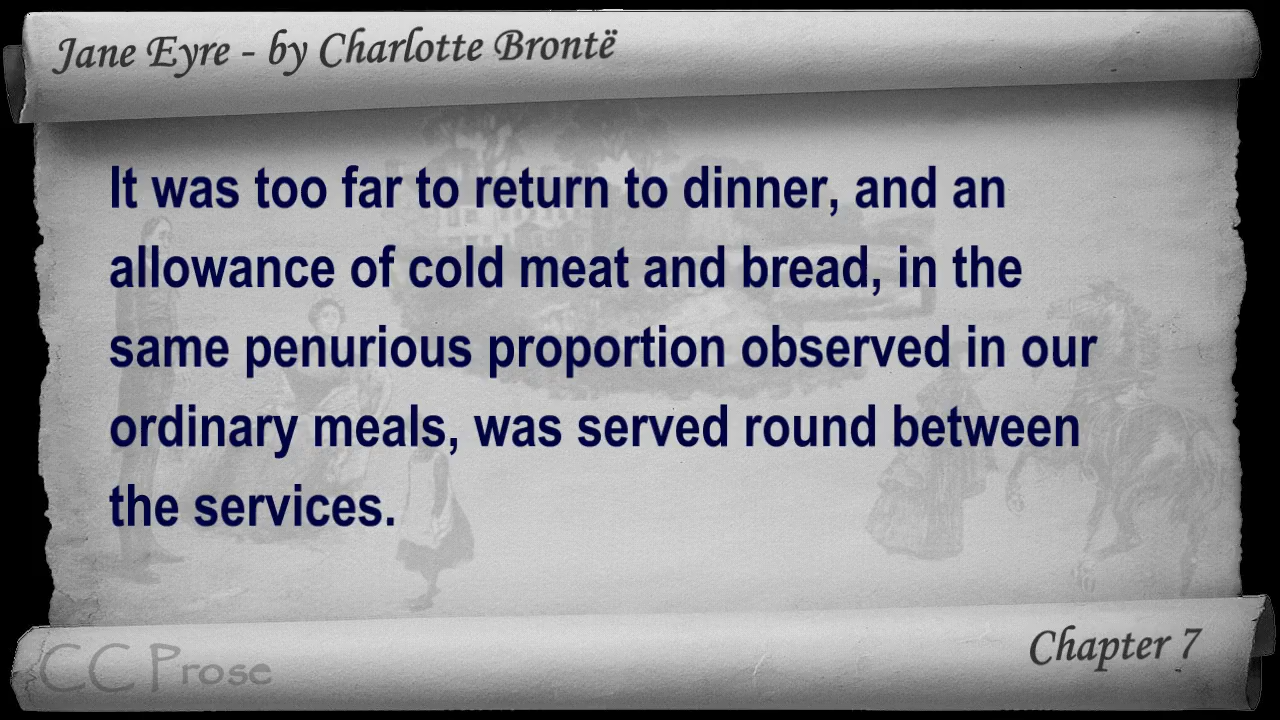 Jane Eyre - by Charlotte Brontë
It was too far to return to dinner, and an
allowance of cold meat and bread, in the
same penurious proportion observed in our
ordinary meals, was served round between
the services.
CC Prose
Chapter 7